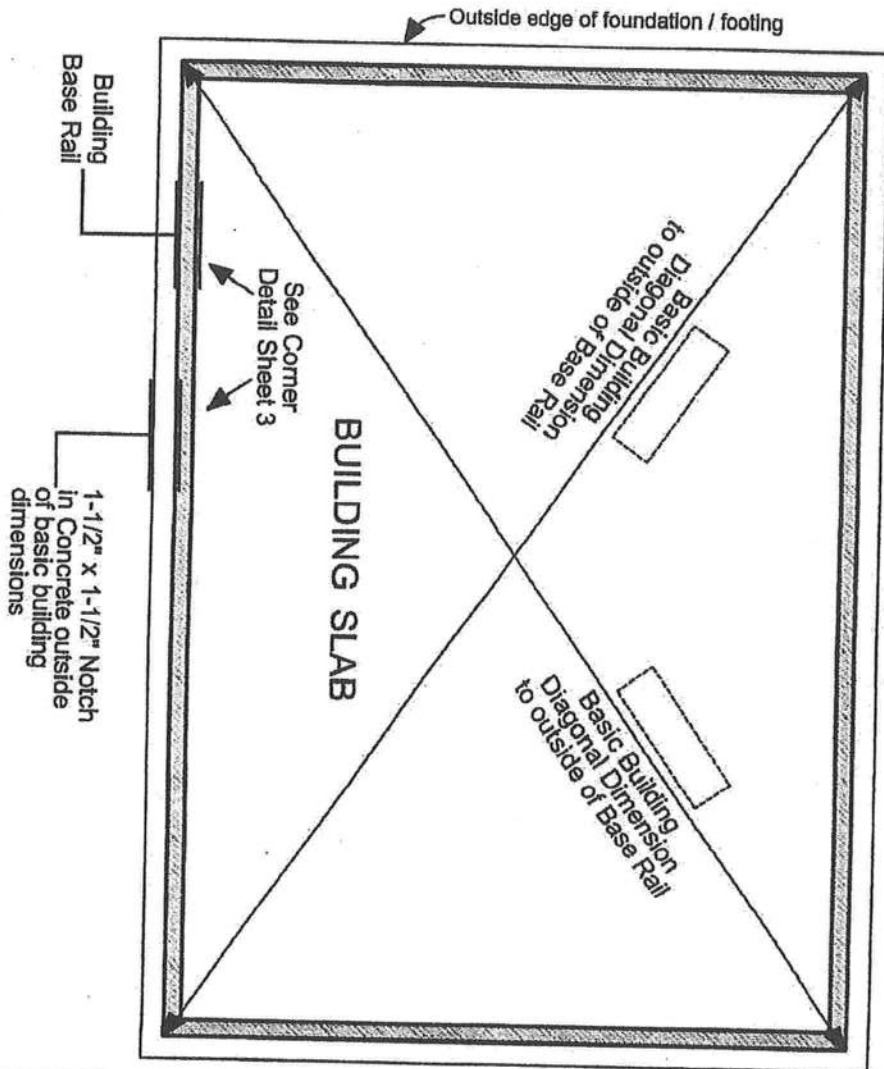 Outside edge of foundation / footing
Building
Base Rail
See Corner
Detail Sheet 3
1-1/2" x 1-1/2" Notch
in Concrete outside
of basic building
dimensions
BUILDING SLAB
Basic Building
Diagonal Dimension
to outside of Base Rail
Basic Building
Diagonal Dimension
to outside of Base Rail